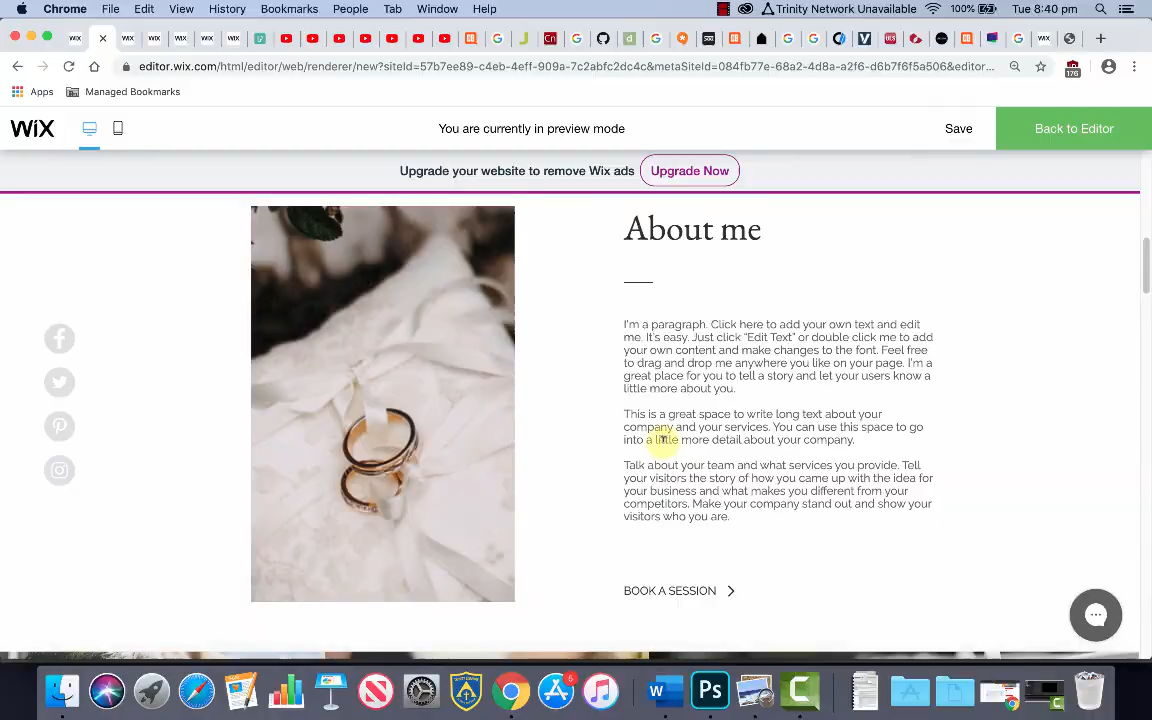 Chrome File Edit View History Bookmarks People Tab Window Help Trinity Network Unavailable 100% Tue 8:40 pm
editor.wix.com/html/editor/web/renderer/new?siteId=57b7ee89-c4eb-4eff-909a-7c2abfc2dc4c&metaSiteId=084fb77e-68a2-4d8a-a2f6-d6b7f6f5a506&editor...
176
Apps Managed Bookmarks
WiX You are currently in preview mode Save Back to Editor
Upgrade your website to remove Wix ads Upgrade Now
About me
I'm a paragraph. Click here to add your own text and edit
me. It's easy. Just click “Edit Text” or double click me to add
your own content and make changes to the font. Feel free
to drag and drop me anywhere you like on your page. I'm a
great place for you to tell a story and let your users know a
little more about you.
This is a great space to write long text about your
company and your services. You can use this space to go
into a little more detail about your company.
Talk about your team and what services you provide. Tell
your visitors the story of how you came up with the idea for
your business and what makes you different from your
competitors. Make your company stand out and show your
visitors who you are.
BOOK A SESSION